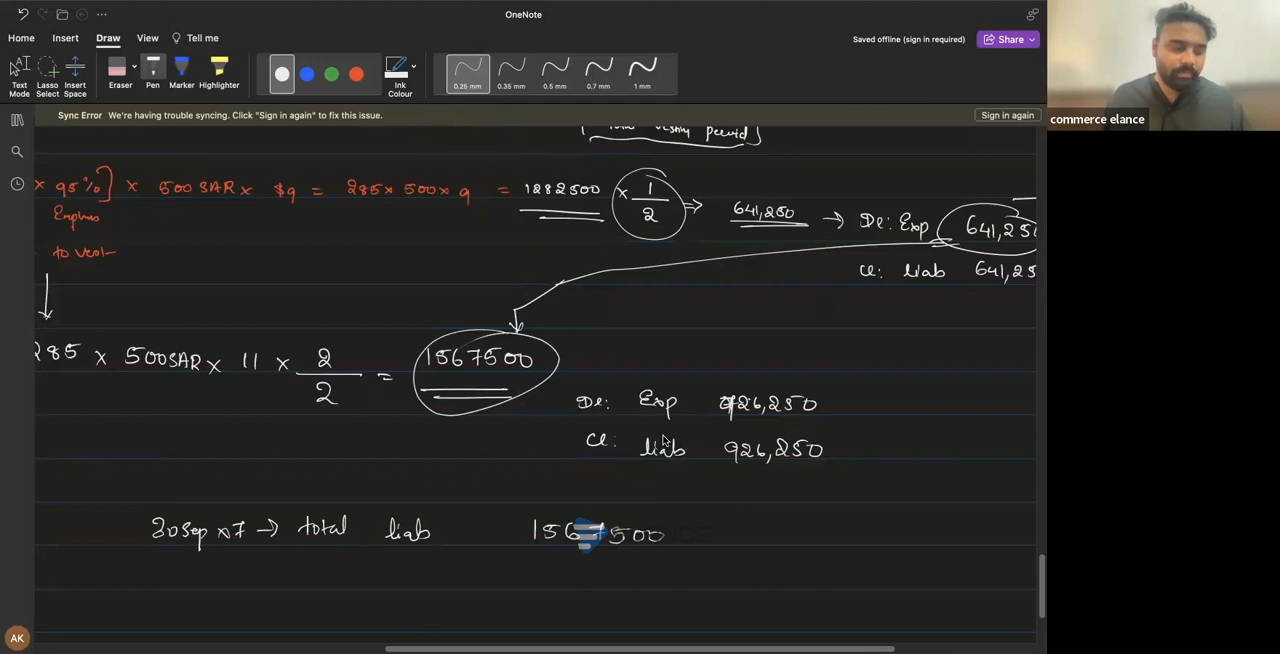 OneNote
Home Insert Draw View Tell me
Saved offline (sign in required) Share
Text Mode
Lasso Select
Insert Space
Eraser
Pen
Marker
Highlighter
Ink Colour
0.25 mm 0.35 mm 0.5 mm 0.7 mm 1 mm
commerce elance
Sync Error We're having trouble syncing. Click "Sign in again" to fix this issue. Sign in again
vesting period
x 95%] x 500 SAR x $9 = 285 x 500 x 9 = 1282500 x 1/2 ⇒ 641,250 → De: Exp 641,250
to vest
Cr: liab 641,25
285 x 500SAR x 11 x 2/2 = 1567500
De: Exp 926,250
Cr: liab 926,250
30 Sep x7 → total liab 1567500
AK